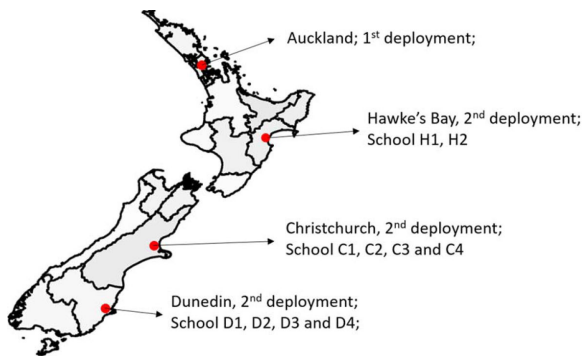 Auckland; 1st deployment;
Hawke's Bay, 2nd deployment;
School H1, H2
Christchurch, 2nd deployment;
School C1, C2, C3 and C4
Dunedin, 2nd deployment;
School D1, D2, D3 and D4;